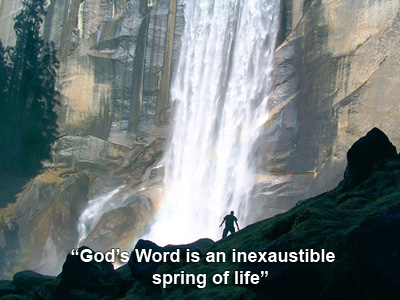 “God’s Word is an inexaustible
spring of life”